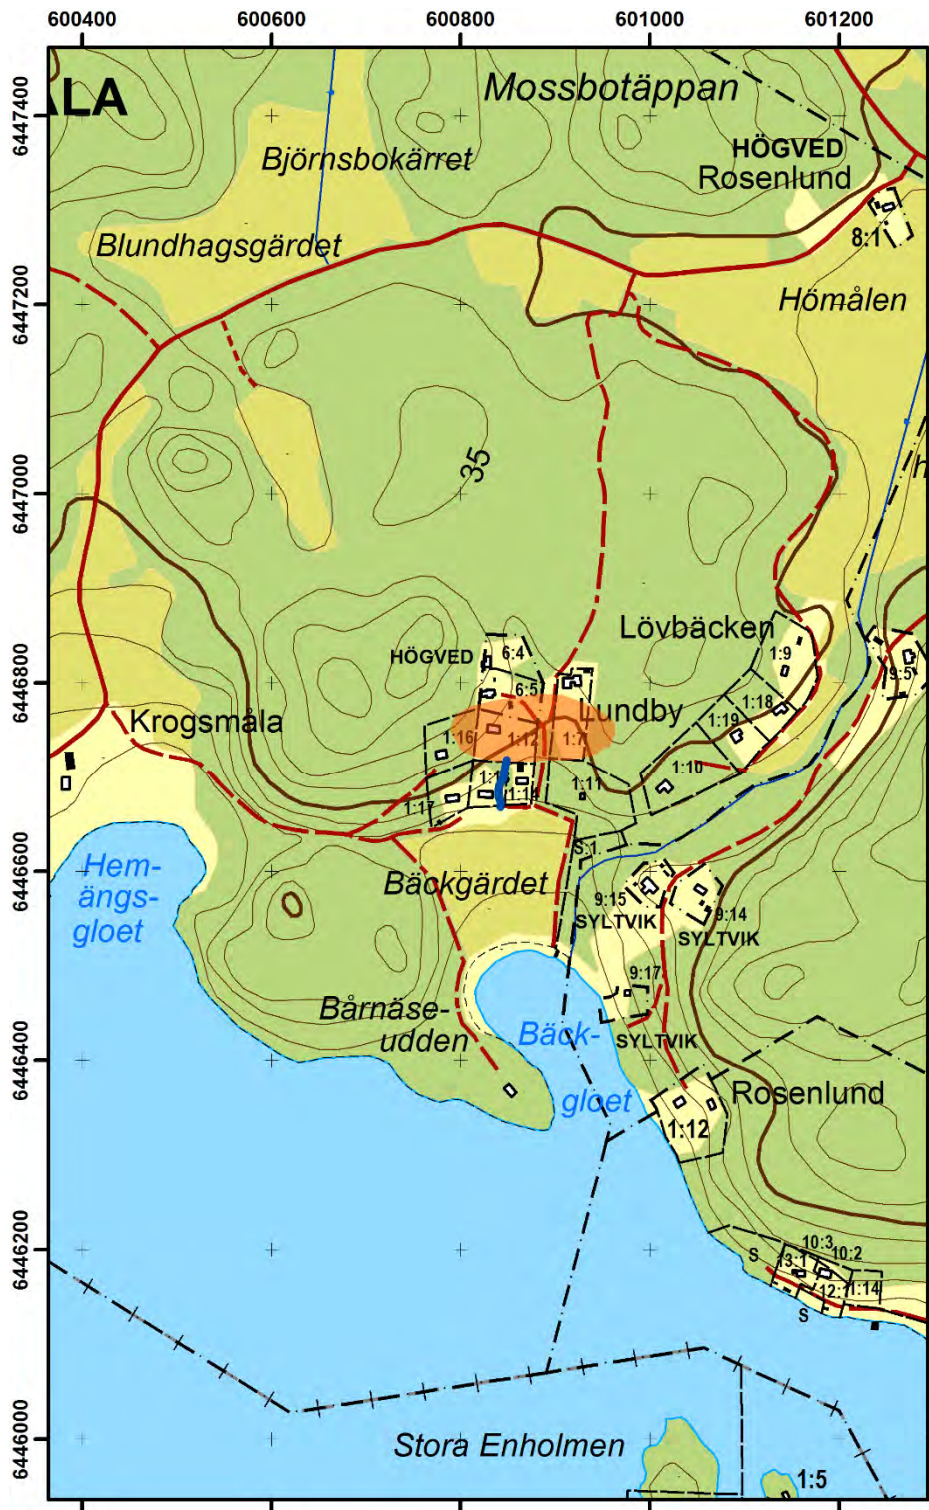 600400 600600 600800 601000 601200
6447400
6447200
6447000
6446800
6446600
6446400
6446200
6446000
ALA
Mossbotäppan
Björnsbokärret
HÖGVED
Rosenlund
Blundhagsgärdet
8:1
Hömålen
35
h
Lövbäcken
HÖGVED
6:4
1:9
9:5
6:5
Krogsmåla
Lundby
1:18
1:16
1:12
1:7
1:19
1:10
1:14
1:11
1:17
S:1
Hem-
ängs-
gloet
Bäckgärdet
9:15
SYLTVIK
9:14
SYLTVIK
9:17
Bårnäse-
udden
Bäck-
gloet
SYLTVIK
Rosenlund
1:12
10:3
10:2
S
13:1
12:1
1:14
S
Stora Enholmen
1:5